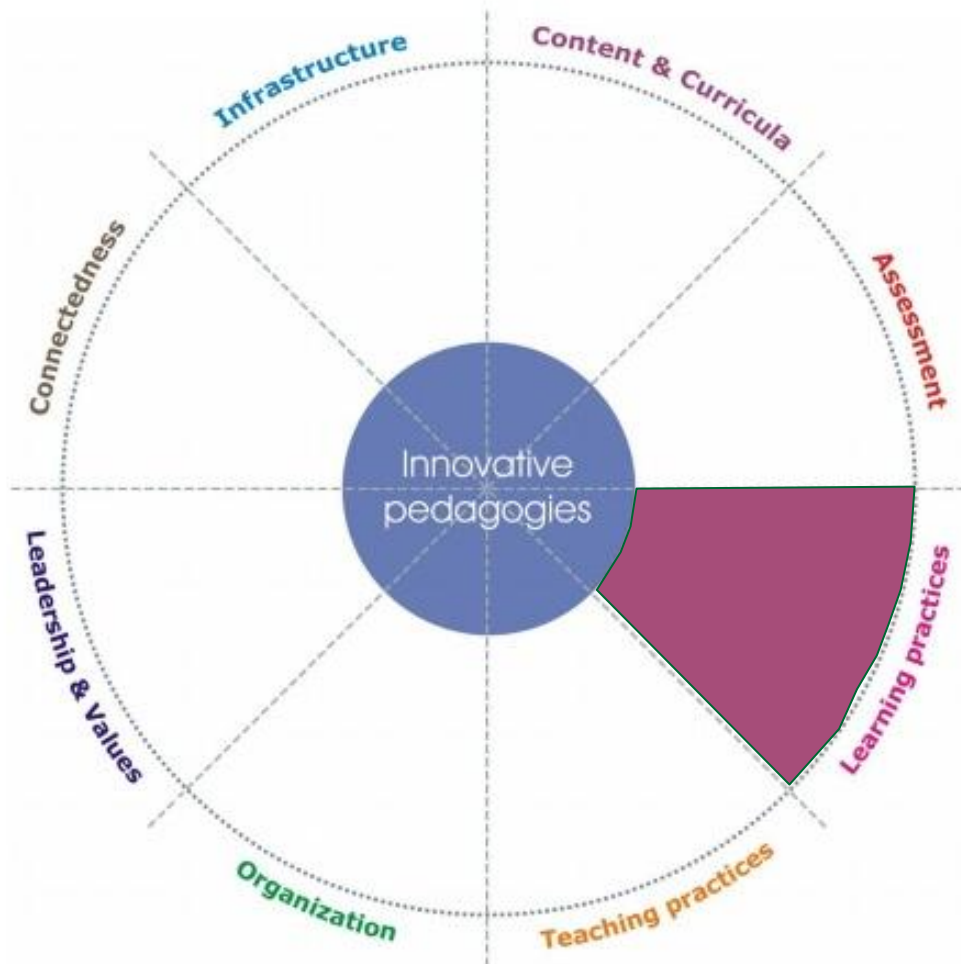 Infrastructure
Content & Curricula
Connectedness
Assessment
Innovative
pedagogies
Leadership & Values
Learning practices
Organization
Teaching practices